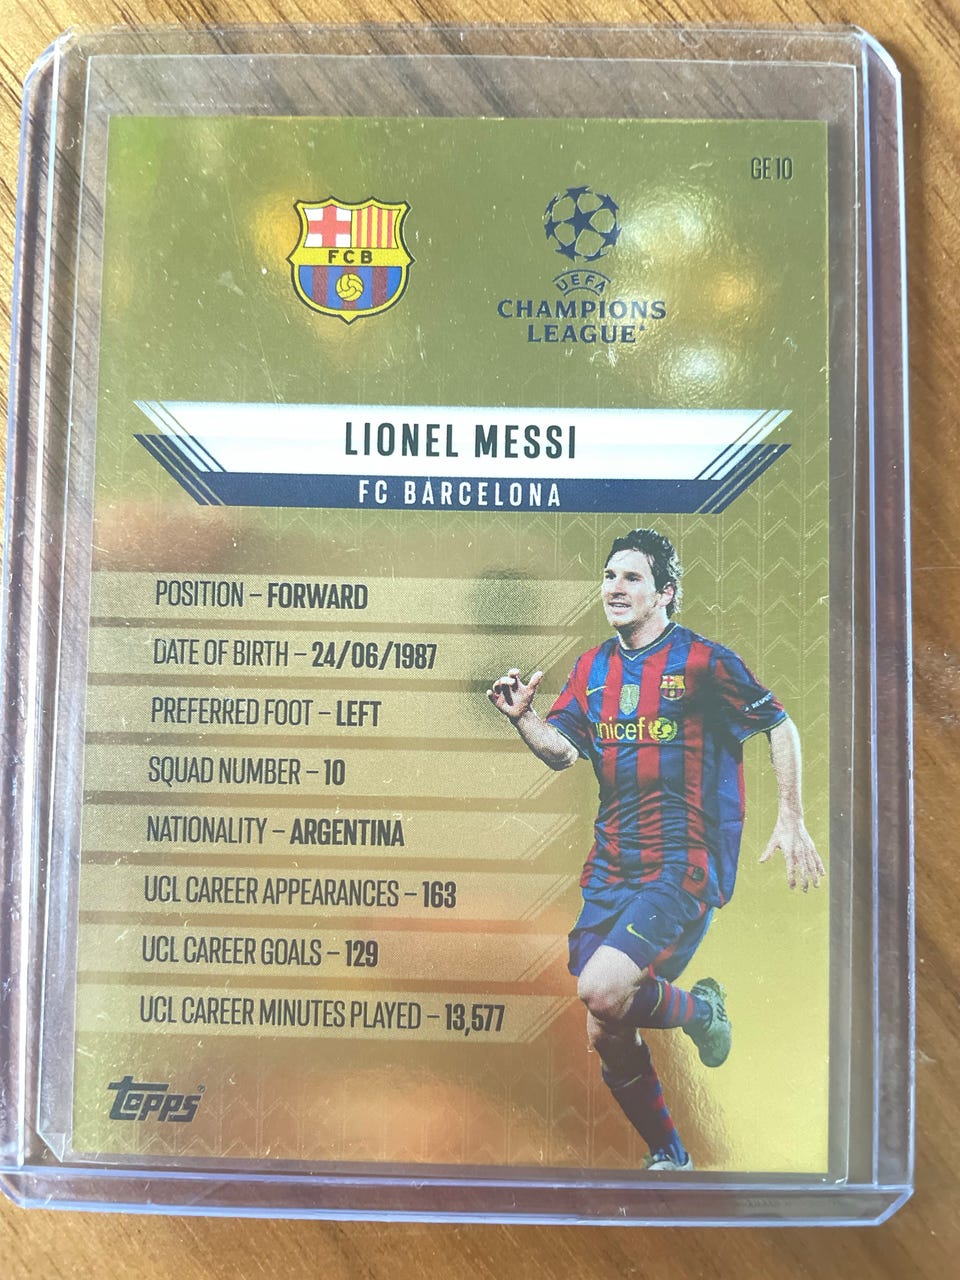 GE 10
FCB
UEFA
CHAMPIONS
LEAGUE®
LIONEL MESSI
FC BARCELONA
POSITION – FORWARD
DATE OF BIRTH – 24/06/1987
PREFERRED FOOT – LEFT
SQUAD NUMBER – 10
NATIONALITY – ARGENTINA
UCL CAREER APPEARANCES – 163
UCL CAREER GOALS – 129
UCL CAREER MINUTES PLAYED – 13,577
unicef
Topps®